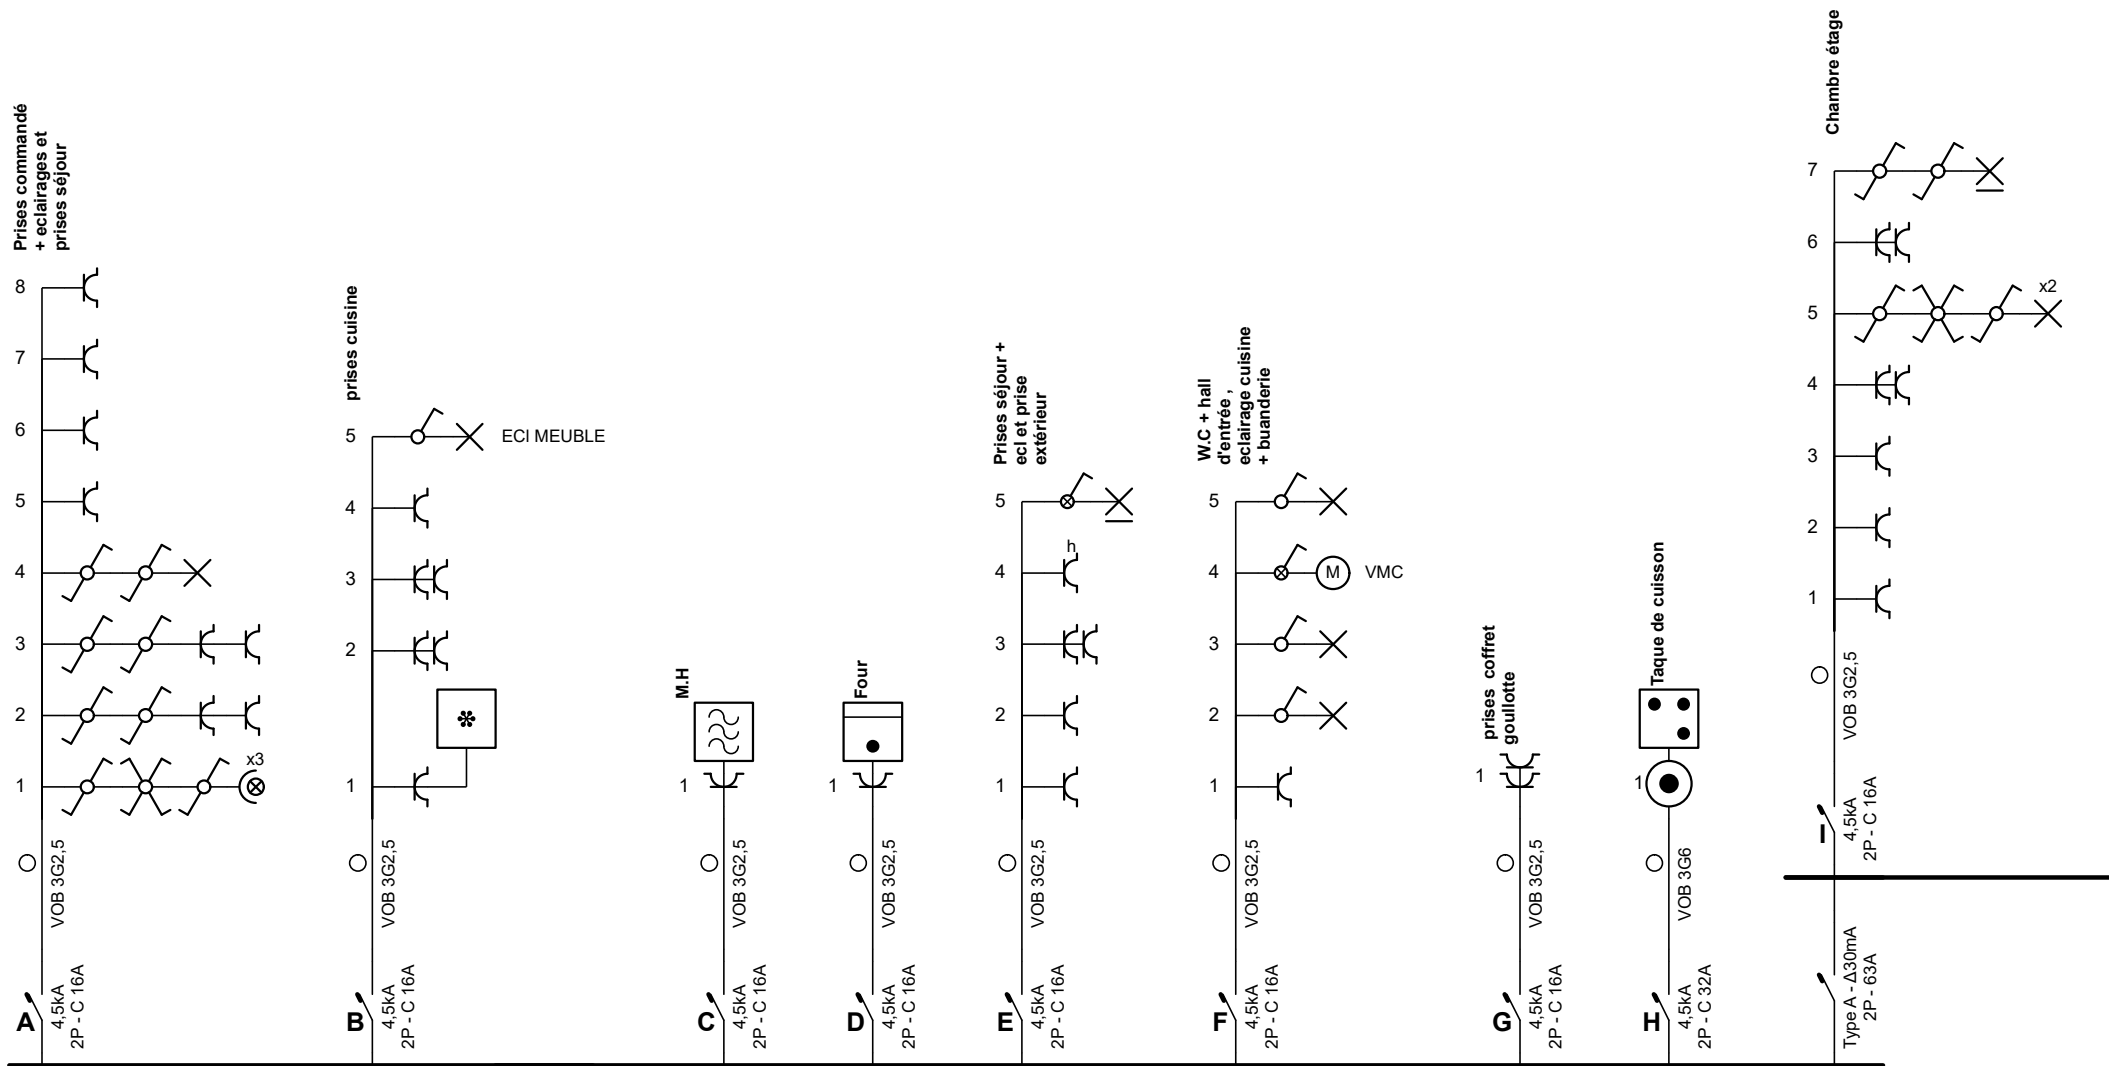 Prises commandé
+ eclairages et
prises séjour
8
7
6
5
4
3
2
1
x3
VOB 3G2,5
A
4,5kA
2P - C 16A
prises cuisine
5
ECI MEUBLE
4
3
2
1
*
VOB 3G2,5
B
4,5kA
2P - C 16A
M.H
1
VOB 3G2,5
C
4,5kA
2P - C 16A
Four
1
VOB 3G2,5
D
4,5kA
2P - C 16A
Prises séjour +
ecl et prise
extérieur
5
h
4
3
2
1
VOB 3G2,5
E
4,5kA
2P - C 16A
W.C + hall
d'entrée ,
eclairage cuisine
+ buanderie
5
4
M
VMC
3
2
1
VOB 3G2,5
F
4,5kA
2P - C 16A
prises coffret
goullotte
1
VOB 3G2,5
G
4,5kA
2P - C 16A
Taque de cuisson
1
VOB 3G6
H
4,5kA
2P - C 32A
Chambre étage
7
6
x2
5
4
3
2
1
VOB 3G2,5
I
4,5kA
2P - C 16A
Type A - Δ30mA
2P - 63A